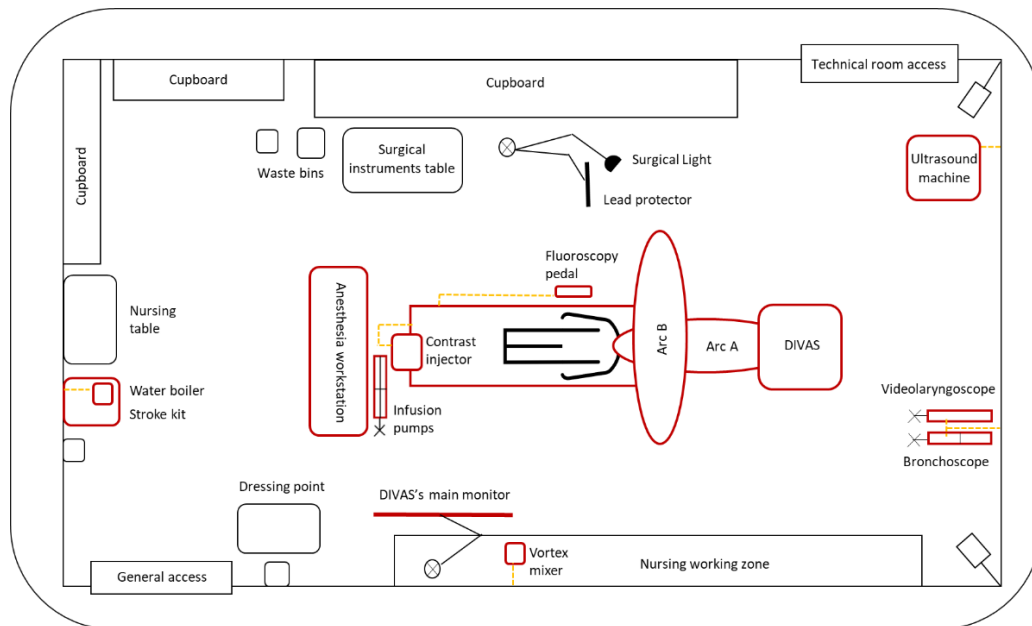 Technical room access
Cupboard
Cupboard
Cupboard
Waste bins
Surgical
instruments table
Surgical Light
Lead protector
Ultrasound
machine
Fluoroscopy
pedal
Nursing
table
Anesthesia workstation
Contrast
injector
Arc B
Arc A
DIVAS
Water boiler
Stroke kit
Infusion
pumps
Videolaryngoscope
Bronchoscope
Dressing point
DIVAS's main monitor
Vortex
mixer
Nursing working zone
General access